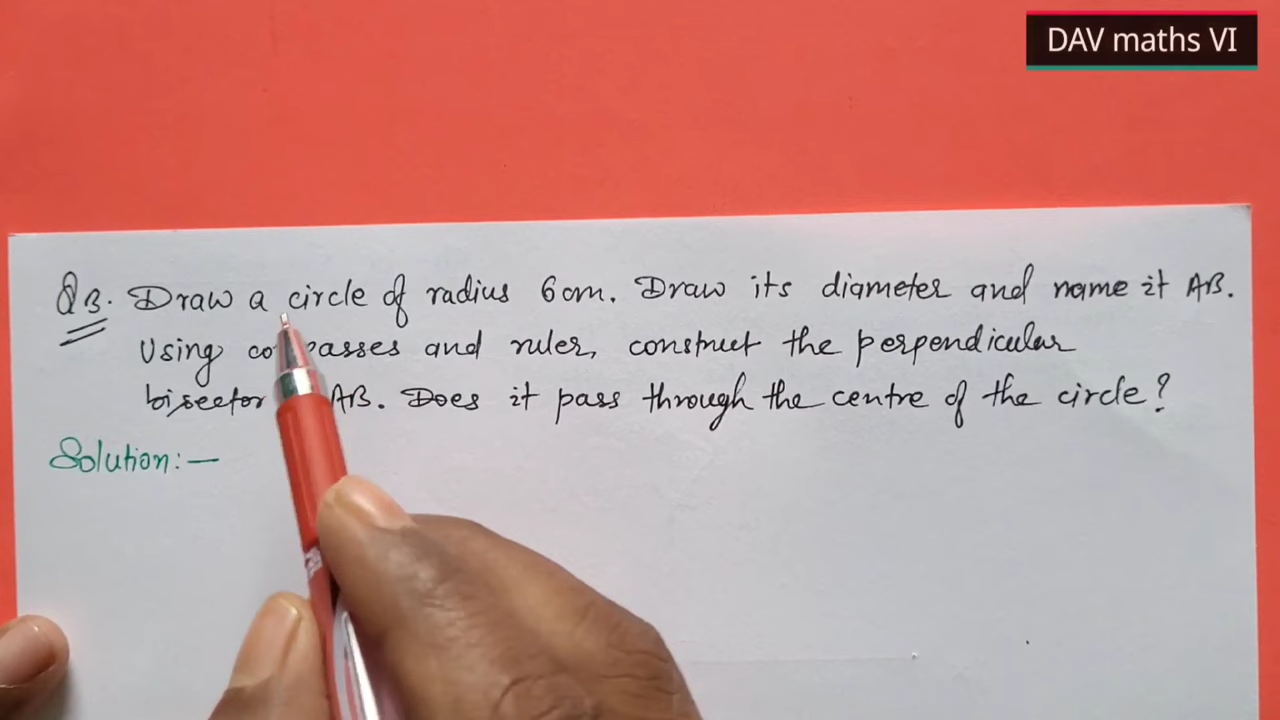 DAV maths VI
Q3. Draw a circle of radius 6cm. Draw its diameter and name it AB.
Using compasses and ruler, construct the perpendicular
bisector AB. Does it pass through the centre of the circle?
Solution:—